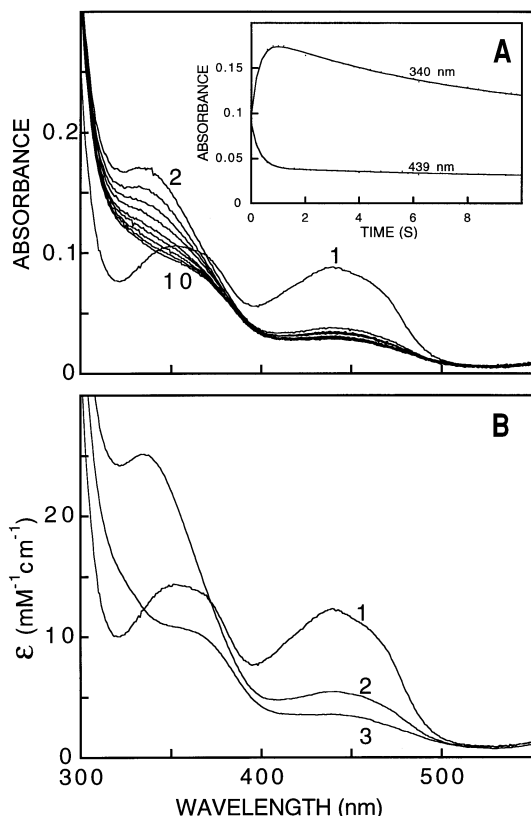 A
0.15
340 nm
0.1
0.05
439 nm
0
0 2 4 6 8
TIME (S)
ABSORBANCE
0.2
0.1
0
ABSORBANCE
2
1
10
B
20
10
0
ε (mM⁻¹cm⁻¹)
1
2
3
300 400 500
WAVELENGTH (nm)